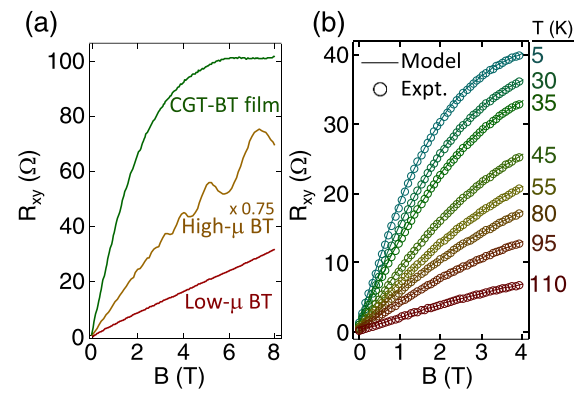 (a)
100
80
60
40
20
0
R_xy (Ω)
CGT-BT film
x 0.75
High-μ BT
Low-μ BT
0
2
4
6
8
B (T)
(b)
40
30
20
10
0
R_xy (Ω)
Model
Expt.
T (K)
5
30
35
45
55
80
95
110
0
1
2
3
4
B (T)